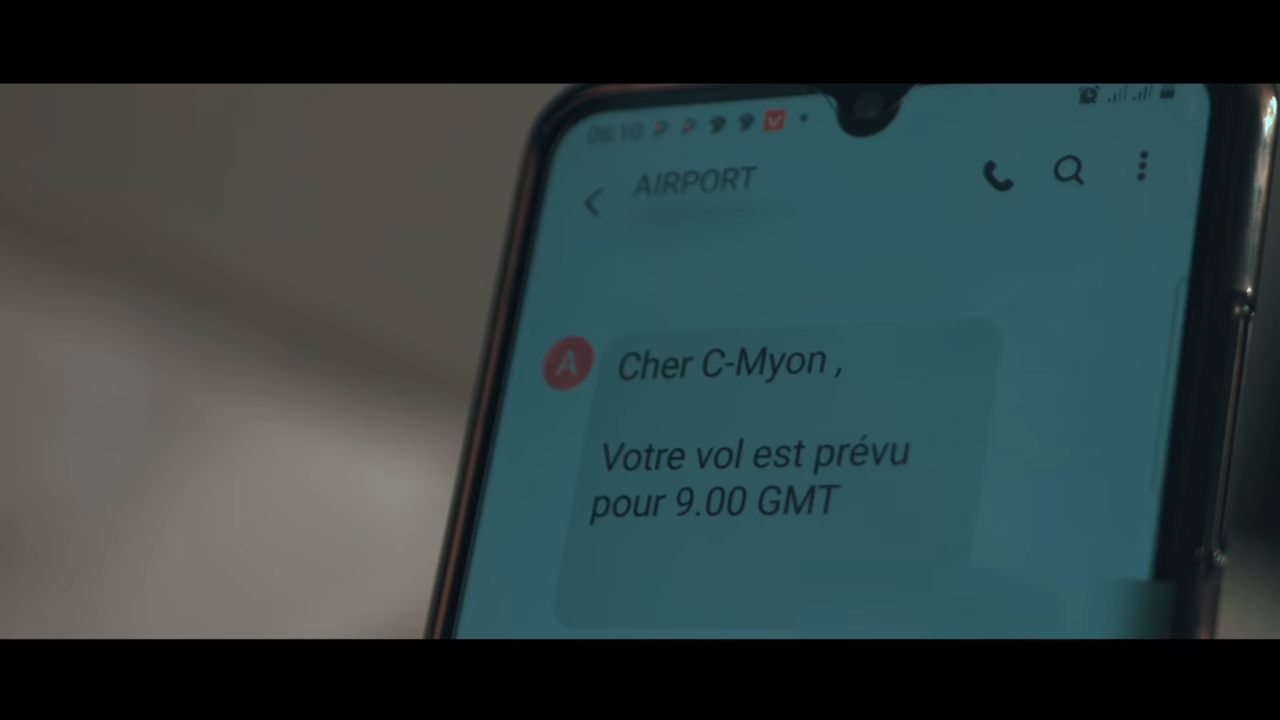 06:10
AIRPORT
A
Cher C-Myon ,
Votre vol est prévu
pour 9.00 GMT